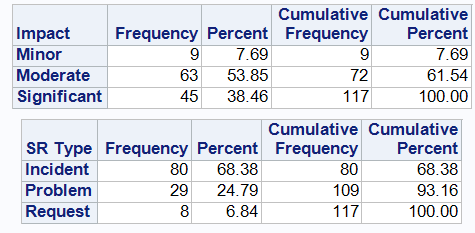 Cumulative Cumulative
Impact Frequency Percent Frequency Percent
Minor 9 7.69 9 7.69
Moderate 63 53.85 72 61.54
Significant 45 38.46 117 100.00
Cumulative Cumulative
SR Type Frequency Percent Frequency Percent
Incident 80 68.38 80 68.38
Problem 29 24.79 109 93.16
Request 8 6.84 117 100.00